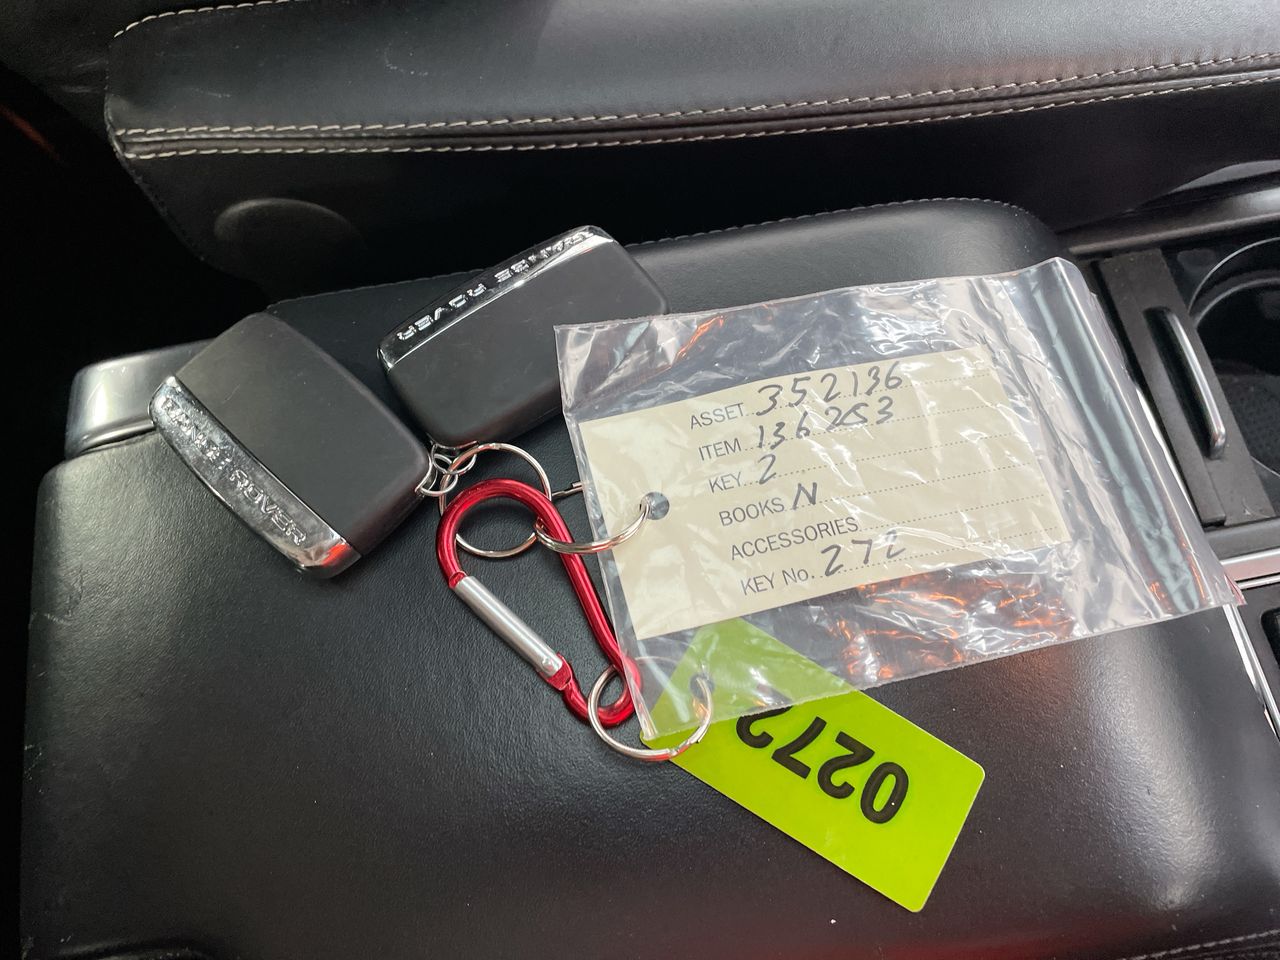 RANGE ROVER
RANGE ROVER
ASSET 352136
ITEM 136253
KEY 2
BOOKS N
ACCESSORIES
KEY No. 272
0272